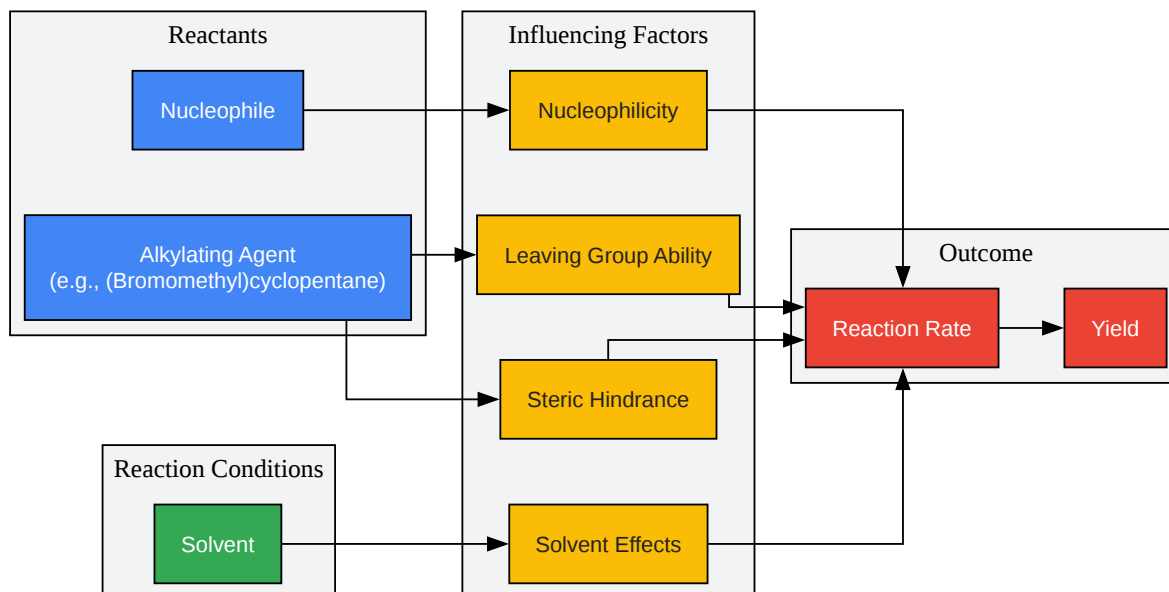 Reactants
Nucleophile
Alkylating Agent
(e.g., (Bromomethyl)cyclopentane)
Influencing Factors
Nucleophilicity
Leaving Group Ability
Steric Hindrance
Solvent Effects
Reaction Conditions
Solvent
Outcome
Reaction Rate
Yield